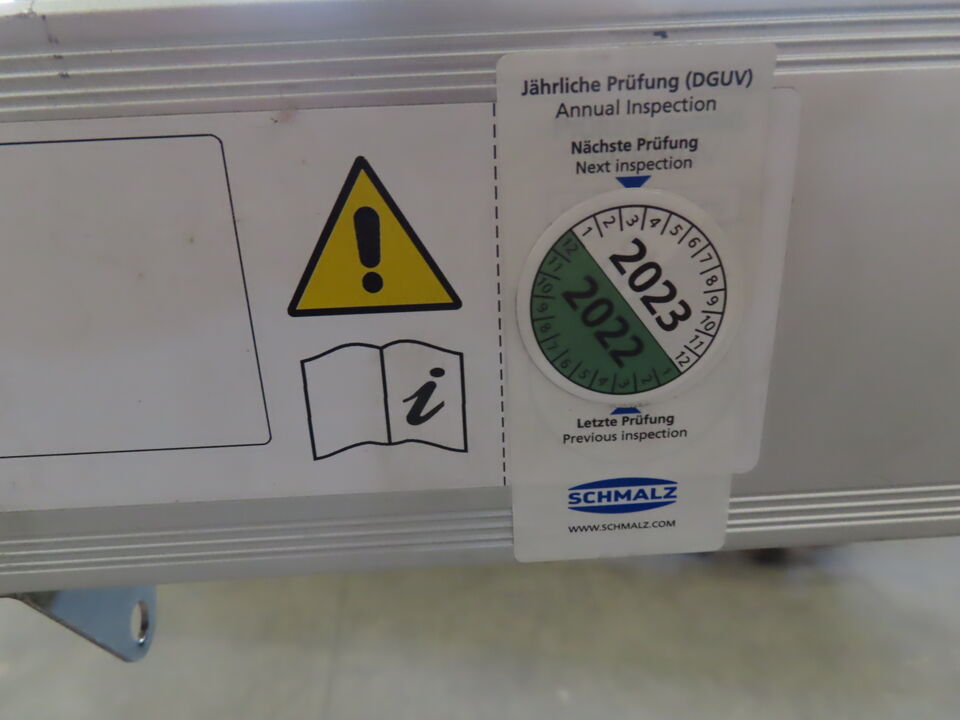 Jährliche Prüfung (DGUV)
Annual Inspection
Nächste Prüfung
Next inspection
1 2 3 4 5 6 7 8 9 10 11 12
2023
2022
1 2 3 4 5 6 7 8 9 10 11 12
Letzte Prüfung
Previous inspection
i
SCHMALZ
WWW.SCHMALZ.COM